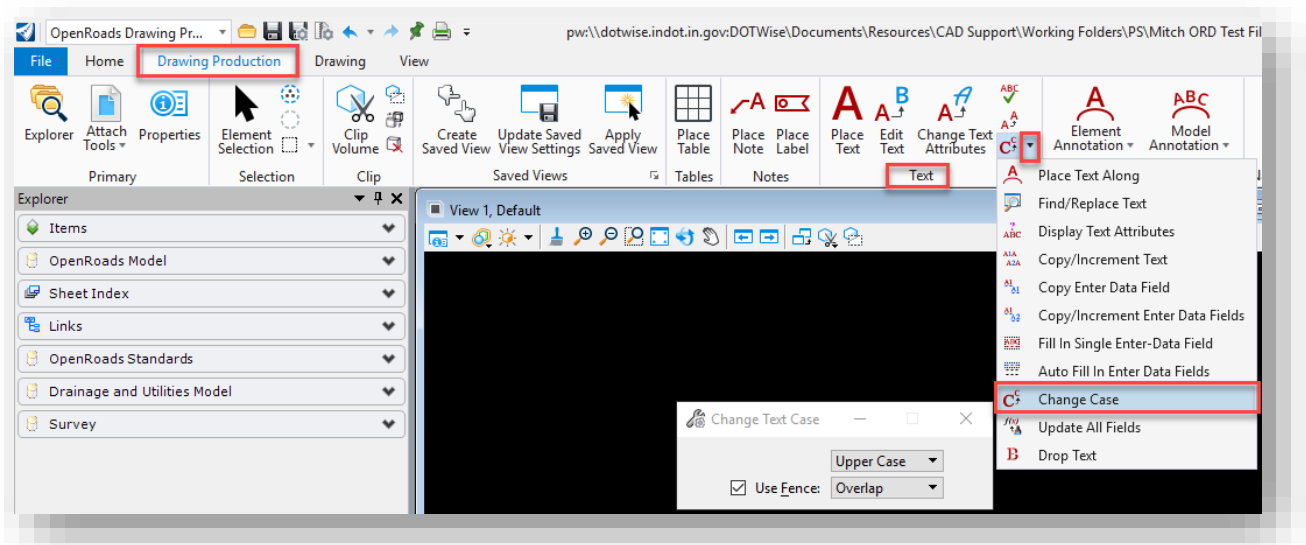 OpenRoads Drawing Pr...
pw:\\dotwise.indot.in.gov:DOTWise\Documents\Resources\CAD Support\Working Folders\PS\Mitch ORD Test Fil
File Home Drawing Production Drawing View
Explorer Attach Tools Properties Element Selection Clip Volume Create Saved View Update Saved View Settings Apply Saved View Place Table Place Note Place Label Place Text Edit Text Change Text Attributes Element Annotation Model Annotation
Primary Selection Clip Saved Views Tables Notes Text
Explorer
Items
OpenRoads Model
Sheet Index
Links
OpenRoads Standards
Drainage and Utilities Model
Survey
View 1, Default
Place Text Along
Find/Replace Text
Display Text Attributes
Copy/Increment Text
Copy Enter Data Field
Copy/Increment Enter Data Fields
Fill In Single Enter-Data Field
Auto Fill In Enter Data Fields
Change Case
Update All Fields
Drop Text
Change Text Case
Upper Case
Use Fence: Overlap